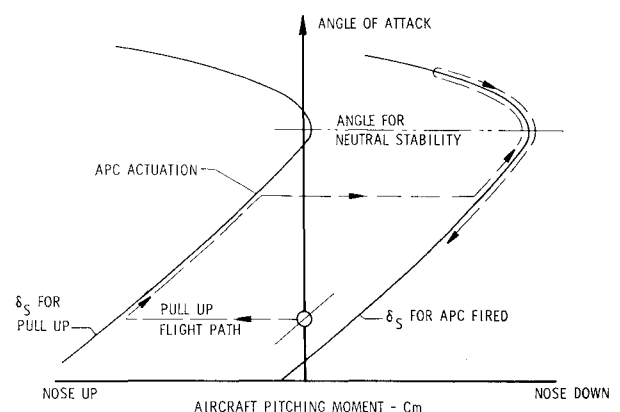 ANGLE OF ATTACK
ANGLE FOR
NEUTRAL STABILITY
APC ACTUATION
δS FOR
PULL UP
PULL UP
FLIGHT PATH
δS FOR APC FIRED
NOSE UP
NOSE DOWN
AIRCRAFT PITCHING MOMENT - Cm